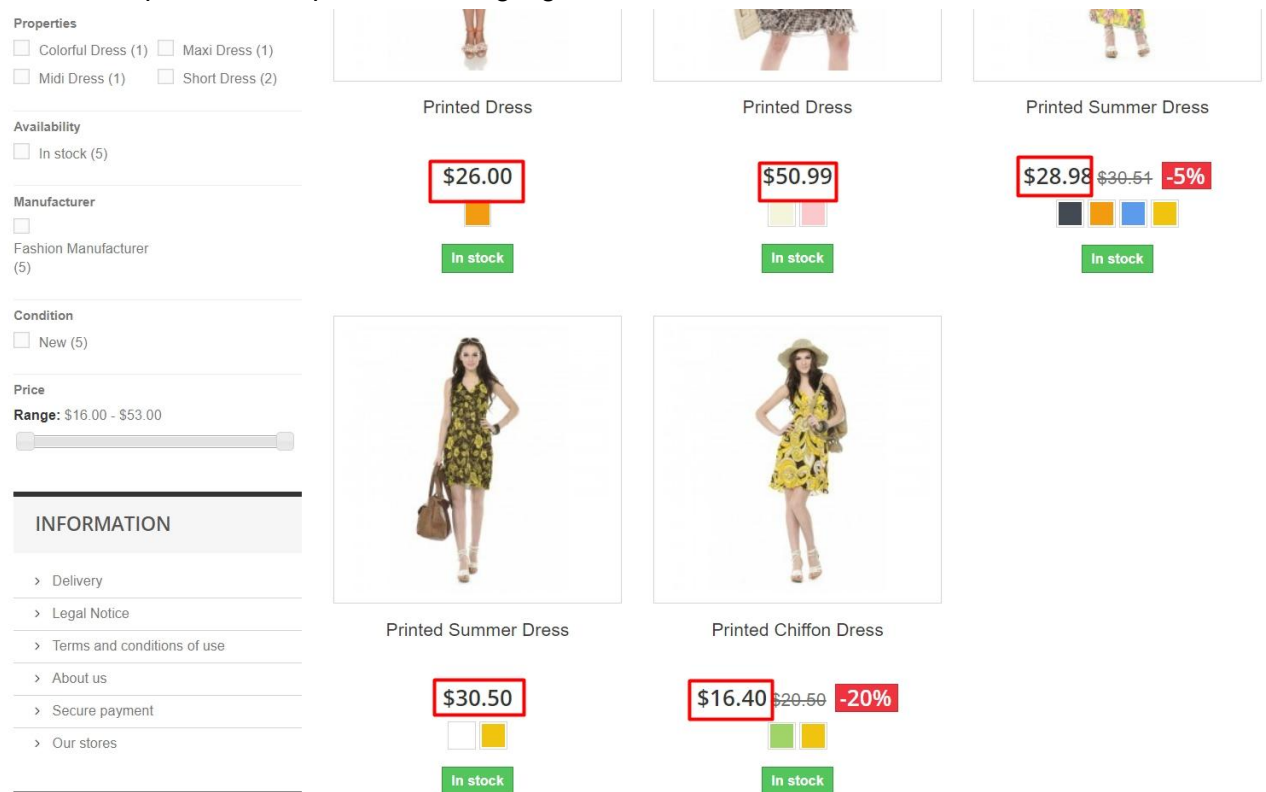 Properties
Colorful Dress (1) Maxi Dress (1)
Midi Dress (1) Short Dress (2)
Availability
In stock (5)
Manufacturer
Fashion Manufacturer
(5)
Condition
New (5)
Price
Range: $16.00 - $53.00
INFORMATION
> Delivery
> Legal Notice
> Terms and conditions of use
> About us
> Secure payment
> Our stores
Printed Dress
$26.00
In stock
Printed Dress
$50.99
In stock
Printed Summer Dress
$28.98 $30.51 -5%
In stock
Printed Summer Dress
$30.50
In stock
Printed Chiffon Dress
$16.40 $20.50 -20%
In stock